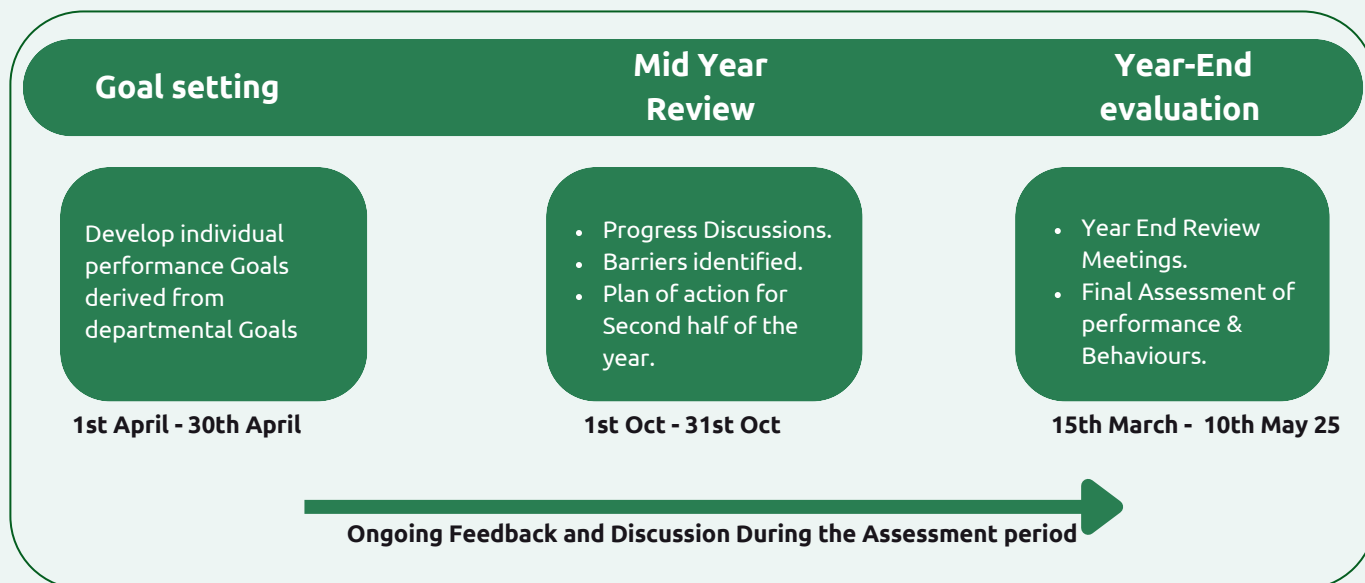 Goal setting
Mid Year
Review
Year-End
evaluation
Develop individual
performance Goals
derived from
departmental Goals
1st April - 30th April
• Progress Discussions.
• Barriers identified.
• Plan of action for
Second half of the
year.
1st Oct - 31st Oct
• Year End Review
Meetings.
• Final Assessment of
performance &
Behaviours.
15th March - 10th May 25
Ongoing Feedback and Discussion During the Assessment period